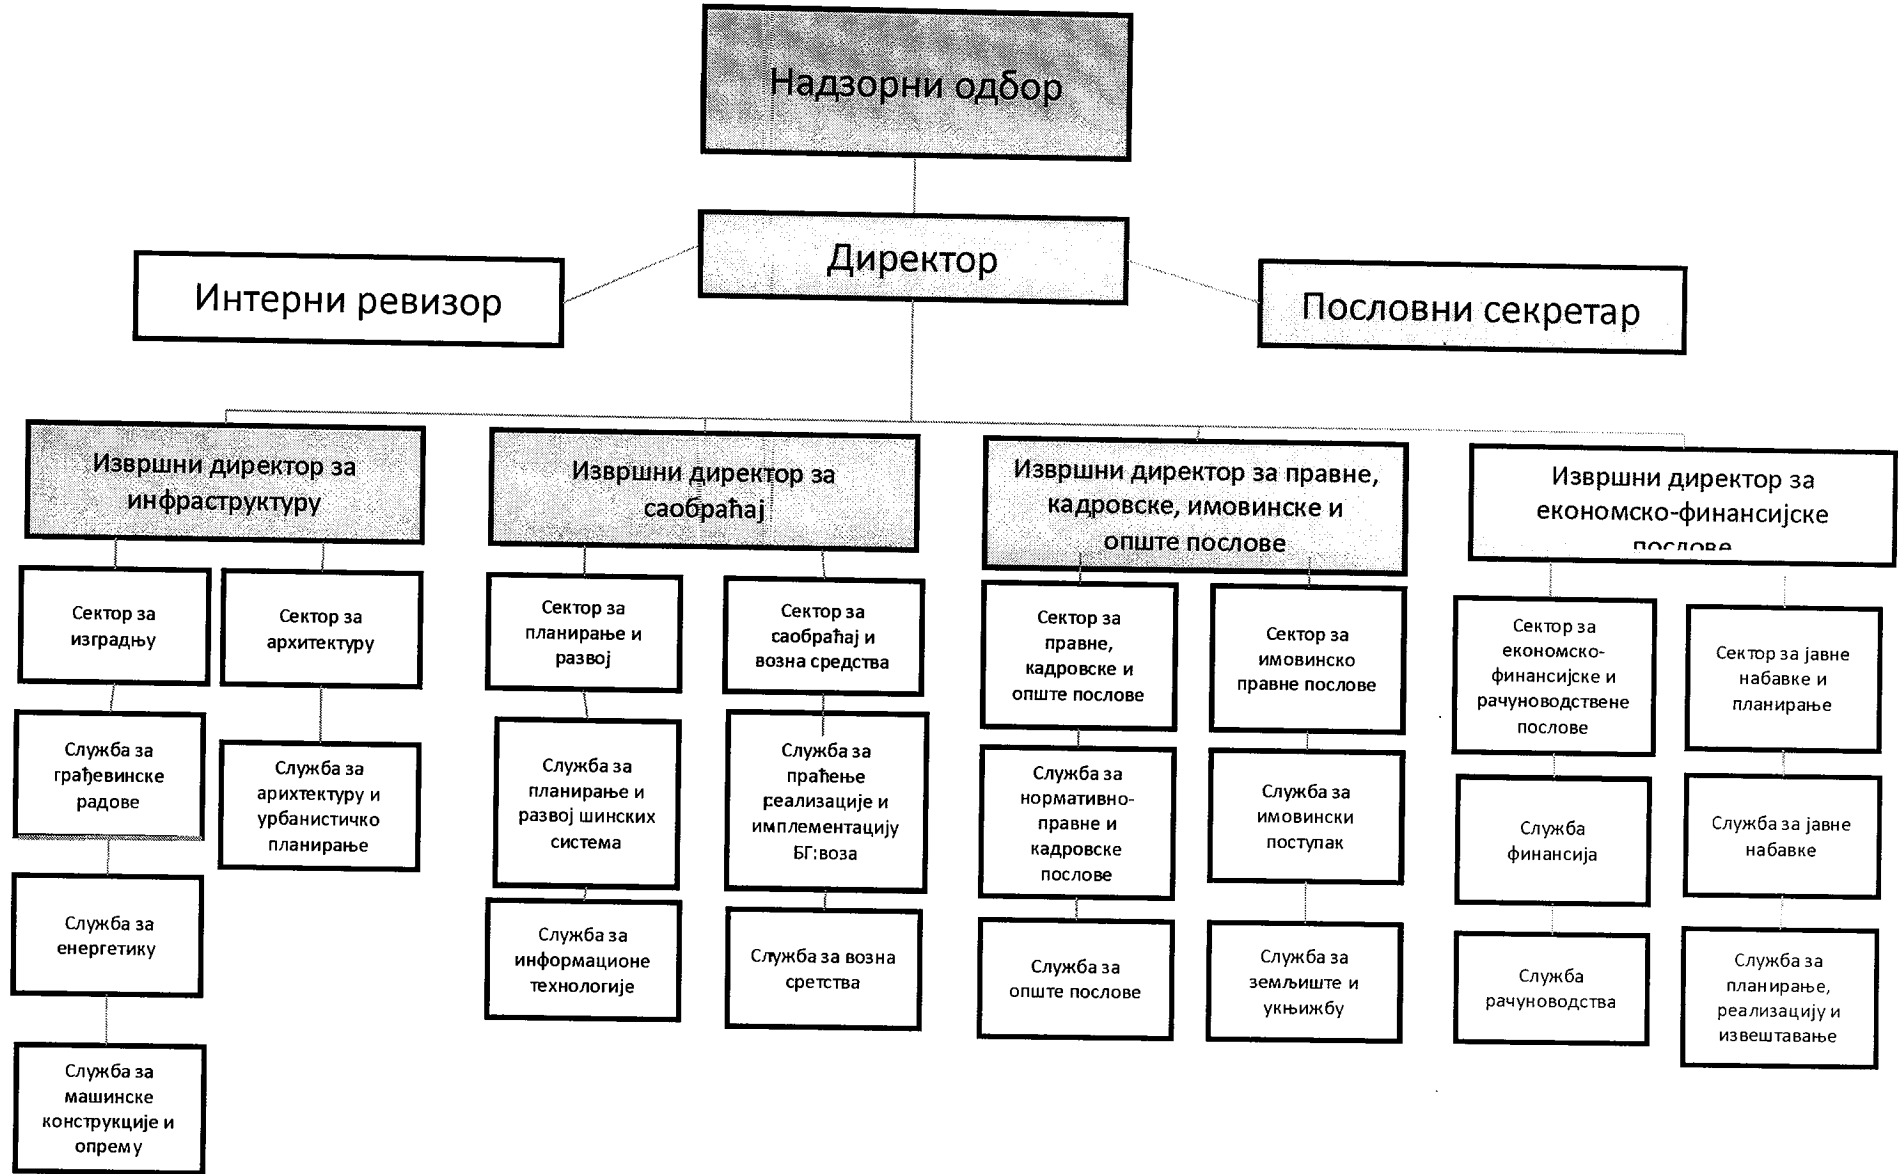 Надзорни одбор
Директор
Интерни ревизор
Пословни секретар
Извршни директор за
инфраструктуру
Извршни директор за
саобраћај
Извршни директор за правне,
кадровске, имовинске и
опште послове
Извршни директор за
економско-финансијске
послове
Сектор за
изградњу
Сектор за
архитектуру
Сектор за
планирање и
развој
Сектор за
саобраћај и
возна средства
Сектор за
правне,
кадровске и
опште послове
Сектор за
имовинско
правне послове
Сектор за
економско-
финансијске и
рачуноводствене
послове
Сектор за јавне
набавке и
планирање
Служба за
грађевинске
радове
Служба за
арихтектуру и
урбанистичко
планирање
Служба за
планирање и
развој шинских
система
Служба за
праћење
реализације и
имплементацију
БГ:воза
Служба за
нормативно-
правне и
кадровске
послове
Служба за
имовински
поступак
Служба
финансија
Служба за јавне
набавке
Служба за
енергетику
Служба за
информационе
технологије
Служба за возна
сретства
Служба за
опште послове
Служба за
земљиште и
укњижбу
Служба
рачуноводства
Служба за
планирање,
реализацију и
извештавање
Служба за
машинске
конструкције и
опрему